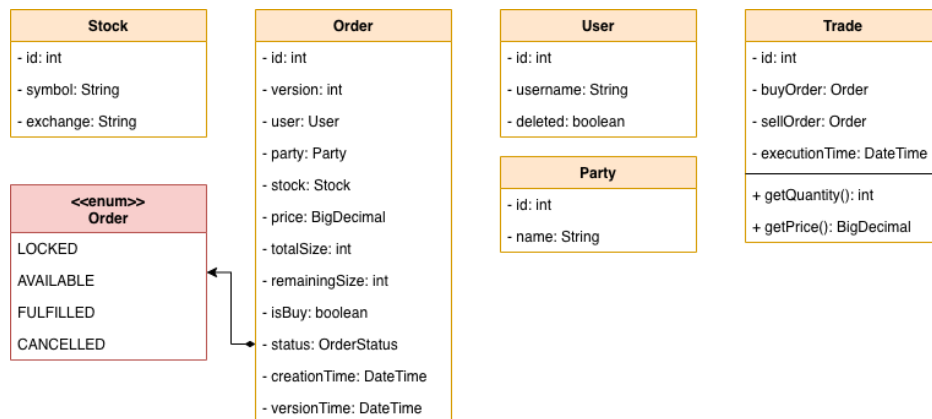 Stock
- id: int
- symbol: String
- exchange: String
<<enum>>
Order
LOCKED
AVAILABLE
FULFILLED
CANCELLED
Order
- id: int
- version: int
- user: User
- party: Party
- stock: Stock
- price: BigDecimal
- totalSize: int
- remainingSize: int
- isBuy: boolean
- status: OrderStatus
- creationTime: DateTime
- versionTime: DateTime
User
- id: int
- username: String
- deleted: boolean
Party
- id: int
- name: String
Trade
- id: int
- buyOrder: Order
- sellOrder: Order
- executionTime: DateTime
+ getQuantity(): int
+ getPrice(): BigDecimal